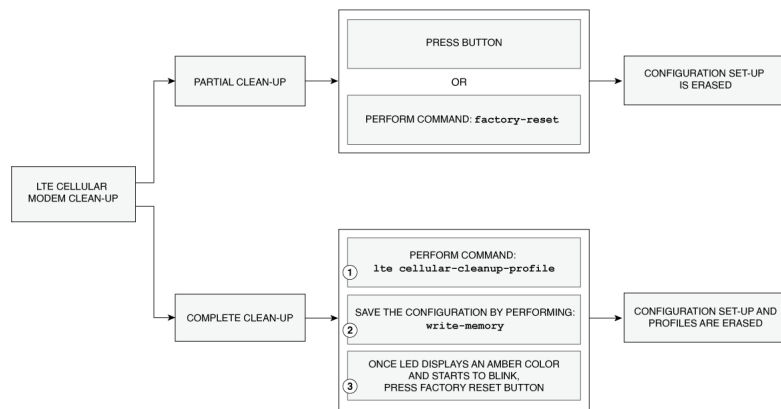 LTE CELLULAR
MODEM CLEAN-UP
PARTIAL CLEAN-UP
PRESS BUTTON
OR
PERFORM COMMAND: factory-reset
CONFIGURATION SET-UP
IS ERASED
COMPLETE CLEAN-UP
1
PERFORM COMMAND:
lte cellular-cleanup-profile
2
SAVE THE CONFIGURATION BY PERFORMING:
write-memory
3
ONCE LED DISPLAYS AN AMBER COLOR
AND STARTS TO BLINK,
PRESS FACTORY RESET BUTTON
CONFIGURATION SET-UP AND
PROFILES ARE ERASED